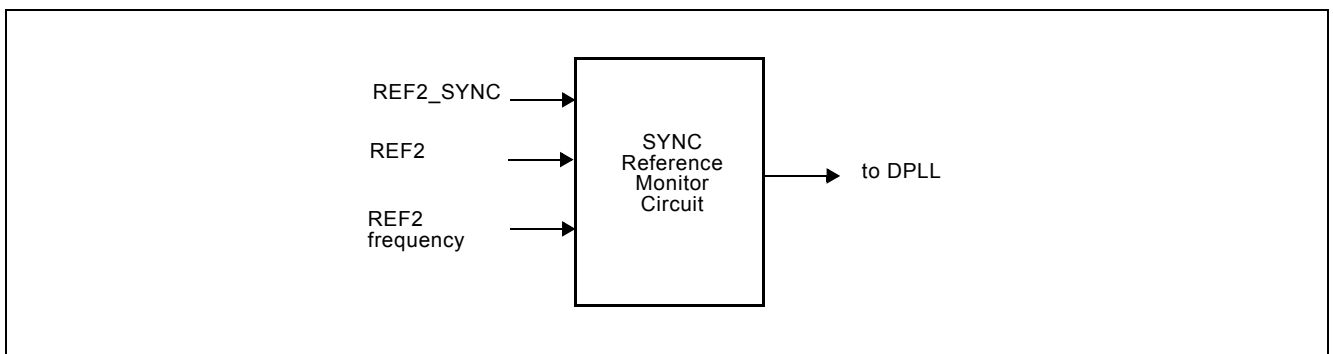 REF2_SYNC
REF2
REF2
frequency
SYNC
Reference
Monitor
Circuit
to DPLL